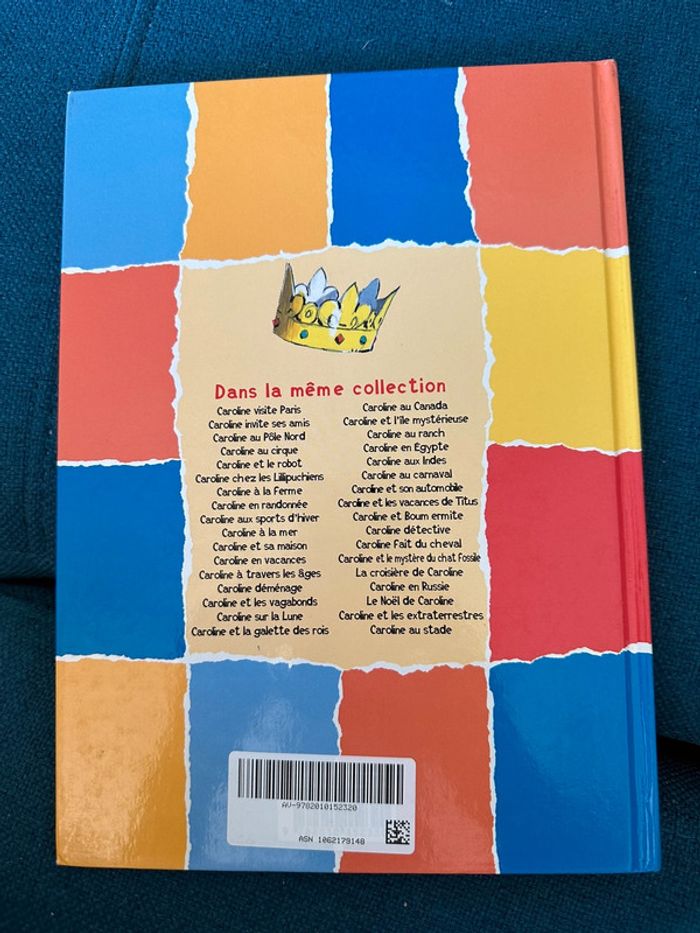 Dans la même collection
Caroline visite Paris
Caroline invite ses amis
Caroline au Pôle Nord
Caroline au cirque
Caroline et le robot
Caroline chez les Lillipuchiens
Caroline à la ferme
Caroline en randonnée
Caroline aux sports d'hiver
Caroline à la mer
Caroline et sa maison
Caroline en vacances
Caroline à travers les âges
Caroline déménage
Caroline et les vagabonds
Caroline sur la Lune
Caroline et la galette des rois
Caroline au Canada
Caroline et l'île mystérieuse
Caroline au ranch
Caroline en Égypte
Caroline aux Indes
Caroline au carnaval
Caroline et son automobile
Caroline et les vacances de Titus
Caroline et Boum ermite
Caroline détective
Caroline fait du cheval
Caroline et le mystère du chat fossile
La croisière de Caroline
Caroline en Russie
Le Noël de Caroline
Caroline et les extraterrestres
Caroline au stade
AV-9782010152320
ASN 1062179148